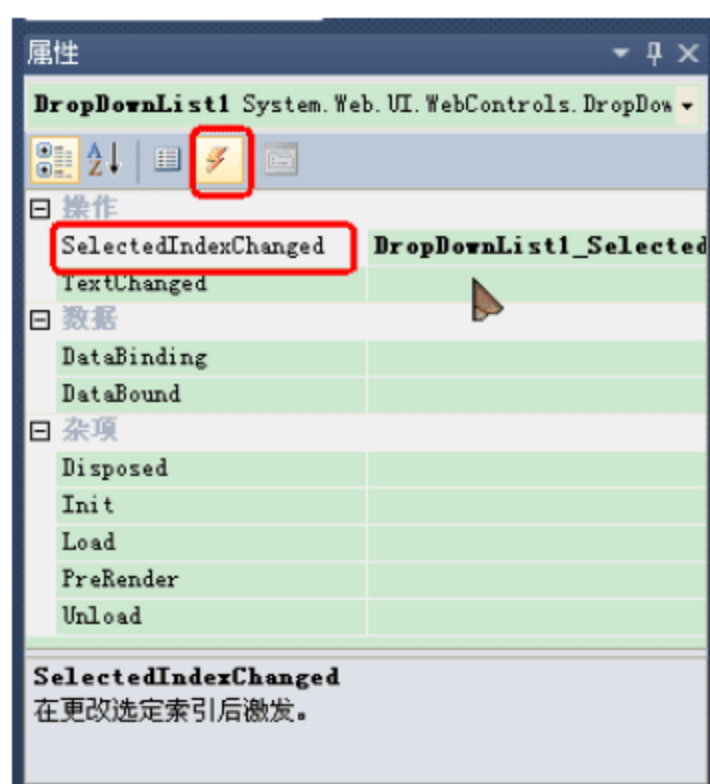 属性
DropDownList1 System.Web.UI.WebControls.DropDow
操作
SelectedIndexChanged DropDownList1_Selected
TextChanged
数据
DataBinding
DataBound
杂项
Disposed
Init
Load
PreRender
Unload
SelectedIndexChanged
在更改选定索引后激发。